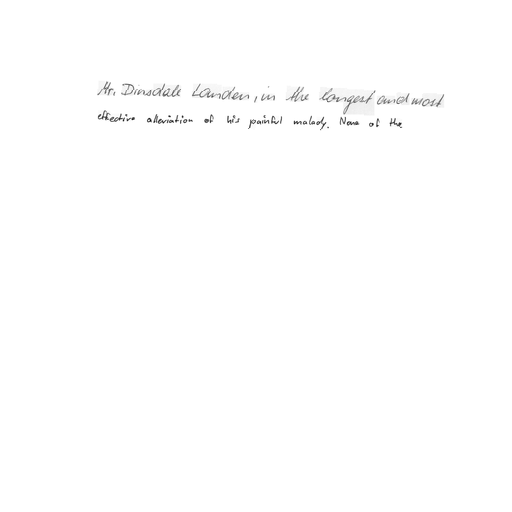 Mr. Dinsdale Landen, in the longest and most
effective alleviation of his painful malady. None of the